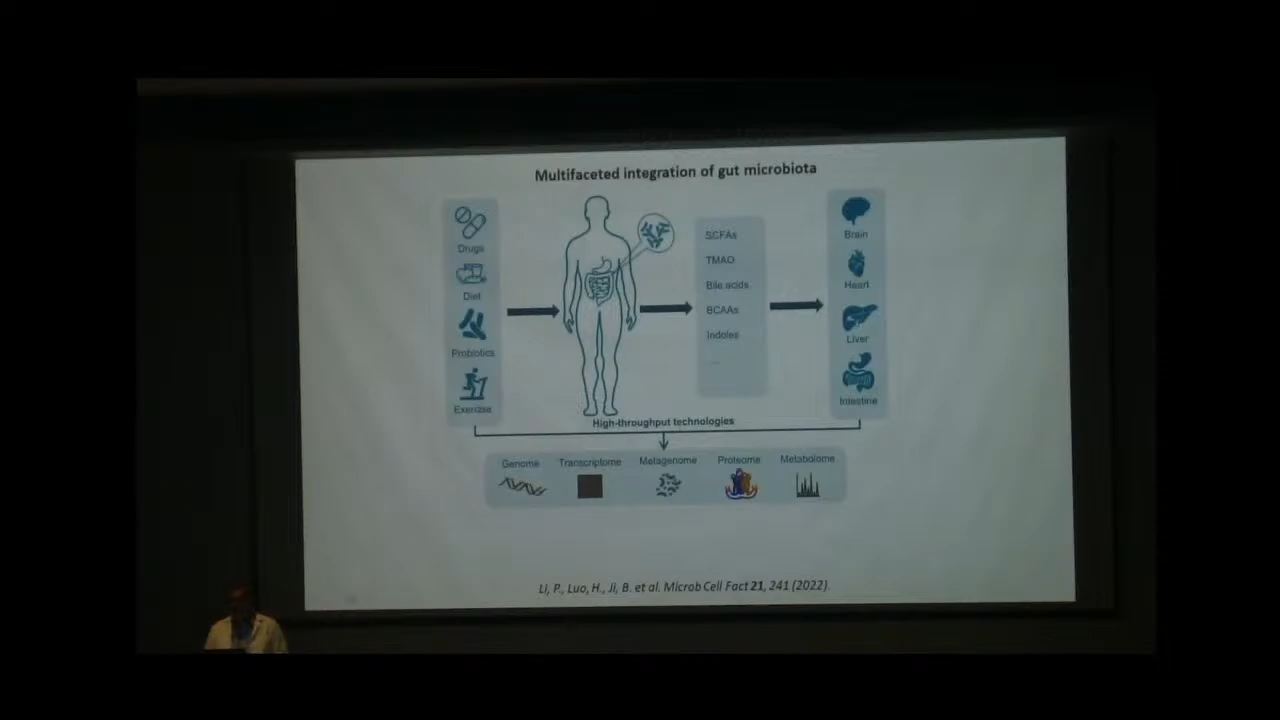 Multifaceted integration of gut microbiota
Drugs
Diet
Probiotics
Exercise
SCFAs
TMAO
Bile acids
BCAAs
Indoles
...
Brain
Heart
Liver
Intestine
High-throughput technologies
Genome Transcriptome Metagenome Proteome Metabolome
Li, P., Luo, H., Ji, B. et al. Microb Cell Fact 21, 241 (2022).